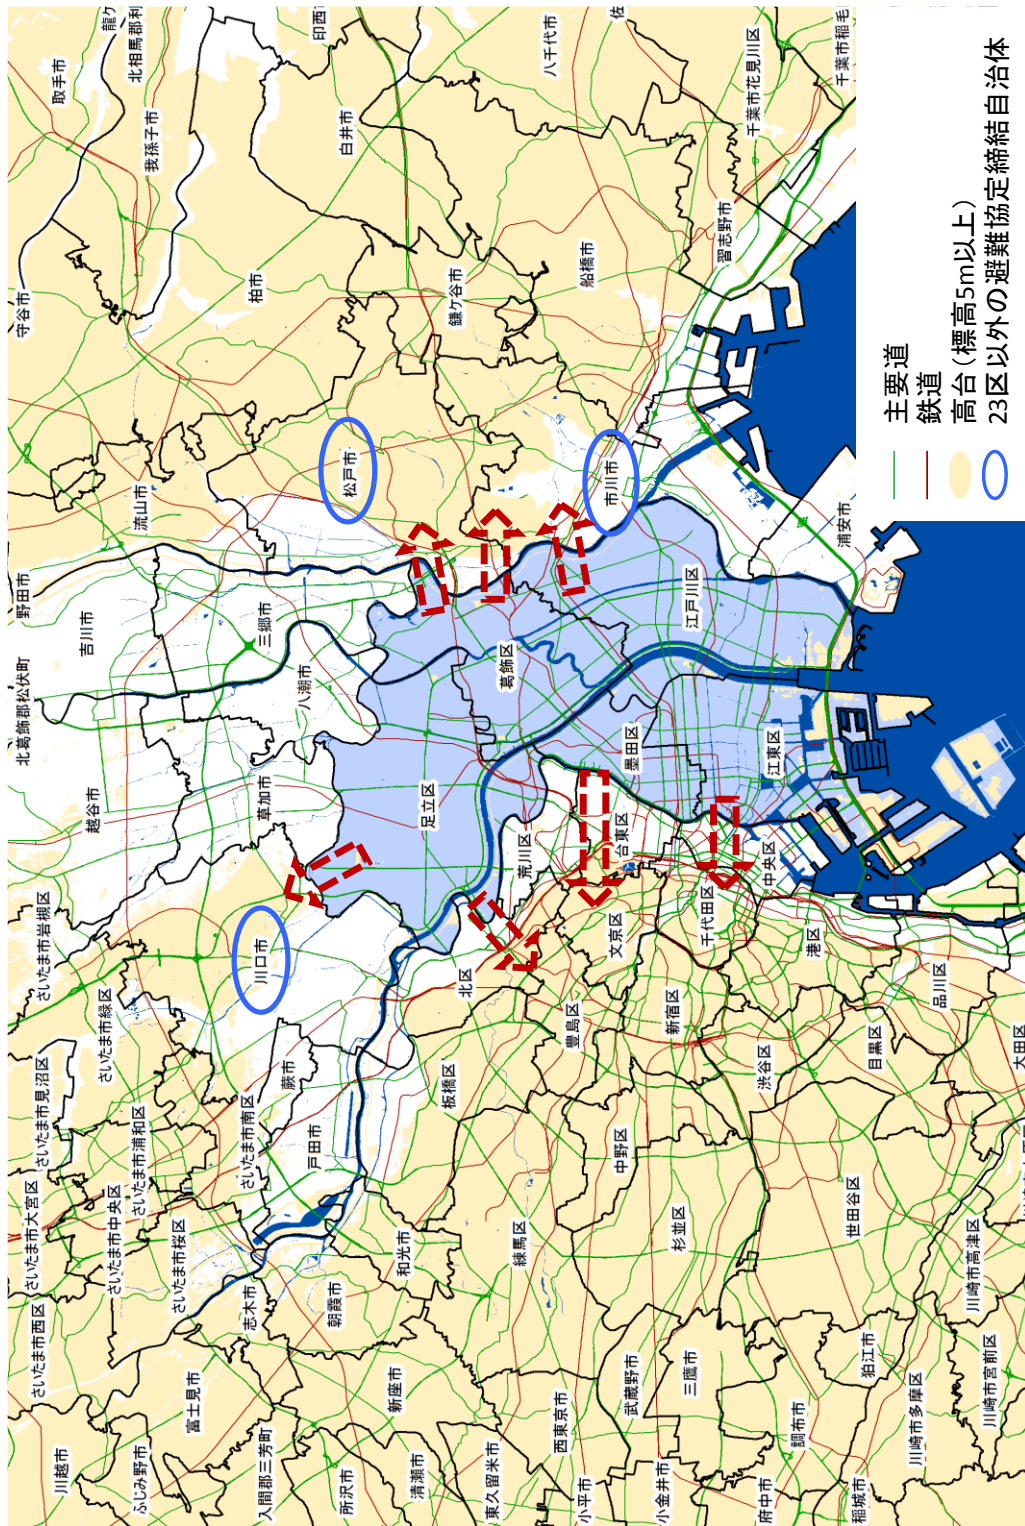 川越市
さいたま市西区
さいたま市大宮区
さいたま市見沼区
さいたま市岩槻区
北葛飾郡松伏町
野田市
守谷市
取手市
龍ケ
ふじみ野市
さいたま市中央区
さいたま市浦和区
さいたま市緑区
越谷市
吉川市
流山市
我孫子市
北相馬郡利
富士見市
さいたま市桜区
さいたま市南区
川口市
草加市
三郷市
柏市
入間郡三芳町
志木市
蕨市
八潮市
松戸市
白井市
印西市
所沢市
朝霞市
戸田市
清瀬市
新座市
和光市
板橋区
北区
足立区
葛飾区
鎌ケ谷市
東久留米市
練馬区
荒川区
西東京市
豊島区
船橋市
八千代市
小平市
武蔵野市
中野区
文京区
台東区
墨田区
市川市
佐
小金井市
三鷹市
杉並区
新宿区
千代田区
江戸川区
習志野市
府中市
調布市
渋谷区
中央区
江東区
千葉市花見川区
稲城市
狛江市
世田谷区
目黒区
港区
浦安市
千葉市稲毛
川崎市多摩区
川崎市高津区
品川区
川崎市宮前区
大田区
主要道
鉄道
高台（標高5m以上）
23区以外の避難協定締結自治体